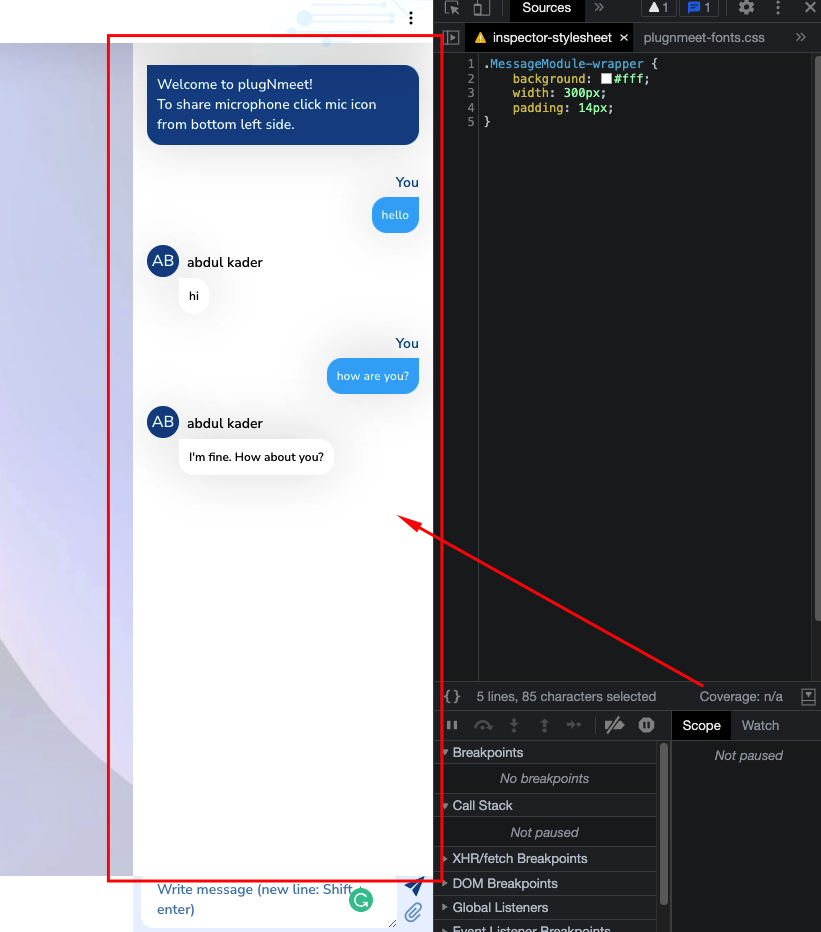 Welcome to plugNmeet!
To share microphone click mic icon
from bottom left side.
You
hello
AB abdul kader
hi
You
how are you?
AB abdul kader
I'm fine. How about you?
Write message (new line: Shift +
enter)
Sources » 1 1
inspector-stylesheet × plugnmeet-fonts.css »
1 .MessageModule-wrapper {
2 background: #fff;
3 width: 300px;
4 padding: 14px;
5 }
{} 5 lines, 85 characters selected Coverage: n/a
Scope Watch
Not paused
Breakpoints
No breakpoints
Call Stack
Not paused
XHR/fetch Breakpoints
DOM Breakpoints
Global Listeners
Event Listener Breakpoints